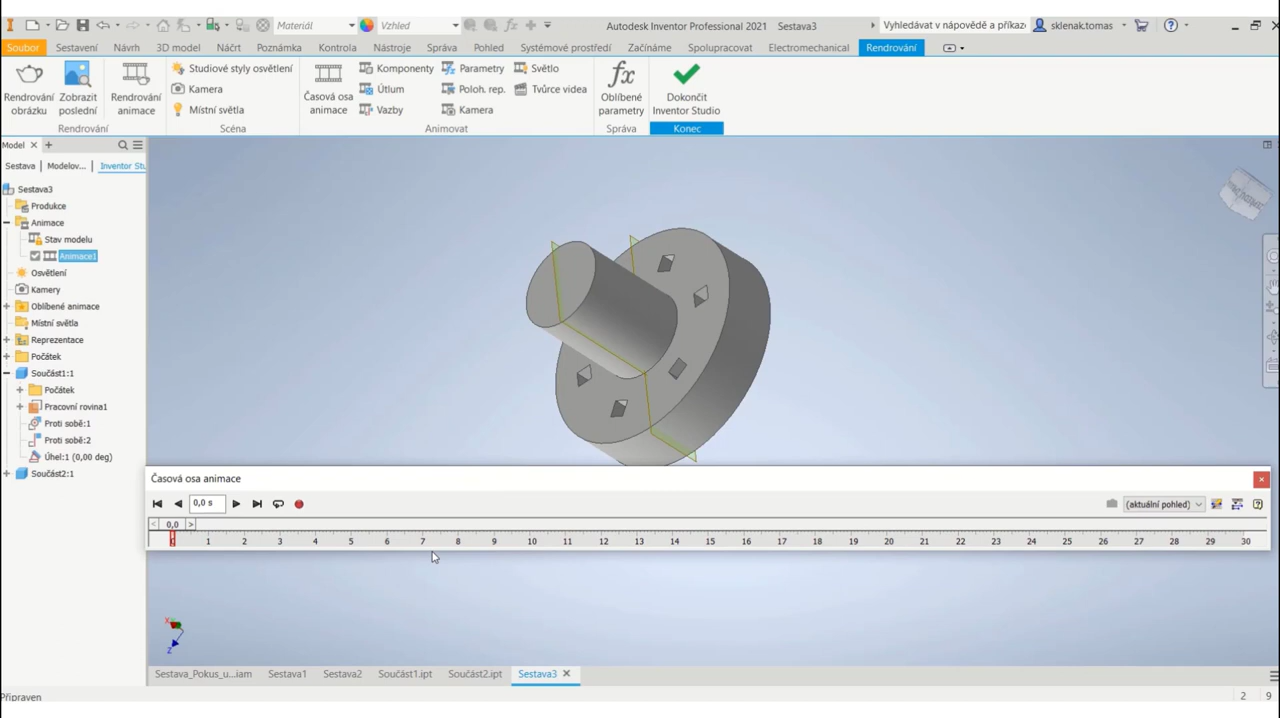 Materiál
Vzhled
Autodesk Inventor Professional 2021 Sestava3
Vyhledávat v nápovědě a příkaz
sklenak.tomas
Soubor Sestavení Návrh 3D model Náčrt Poznámka Kontrola Nástroje Správa Pohled Systémové prostředí Začínáme Spolupracovat Electromechanical Rendrování
Rendrování obrázku
Zobrazit poslední
Rendrování animace
Studiové styly osvětlení
Kamera
Místní světla
Časová osa animace
Komponenty
Útlum
Vazby
Parametry
Poloh. rep.
Kamera
Světlo
Tvůrce videa
Oblíbené parametry
Dokončit Inventor Studio
Rendrování Scéna Animovat Správa Konec
Model
Sestava Modelov... Inventor Stu
Sestava3
Produkce
Animace
Stav modelu
Animace1
Osvětlení
Kamery
Oblíbené animace
Místní světla
Reprezentace
Počátek
Součást1:1
Počátek
Pracovní rovina1
Proti sobě:1
Proti sobě:2
Úhel:1 (0,00 deg)
Součást2:1
Časová osa animace
0,0 s
(aktuální pohled)
< 0,0 >
0 1 2 3 4 5 6 7 8 9 10 11 12 13 14 15 16 17 18 19 20 21 22 23 24 25 26 27 28 29 30
X
Z
Sestava_Pokus_u...iam Sestava1 Sestava2 Součást1.ipt Součást2.ipt Sestava3
Připraven
2 9